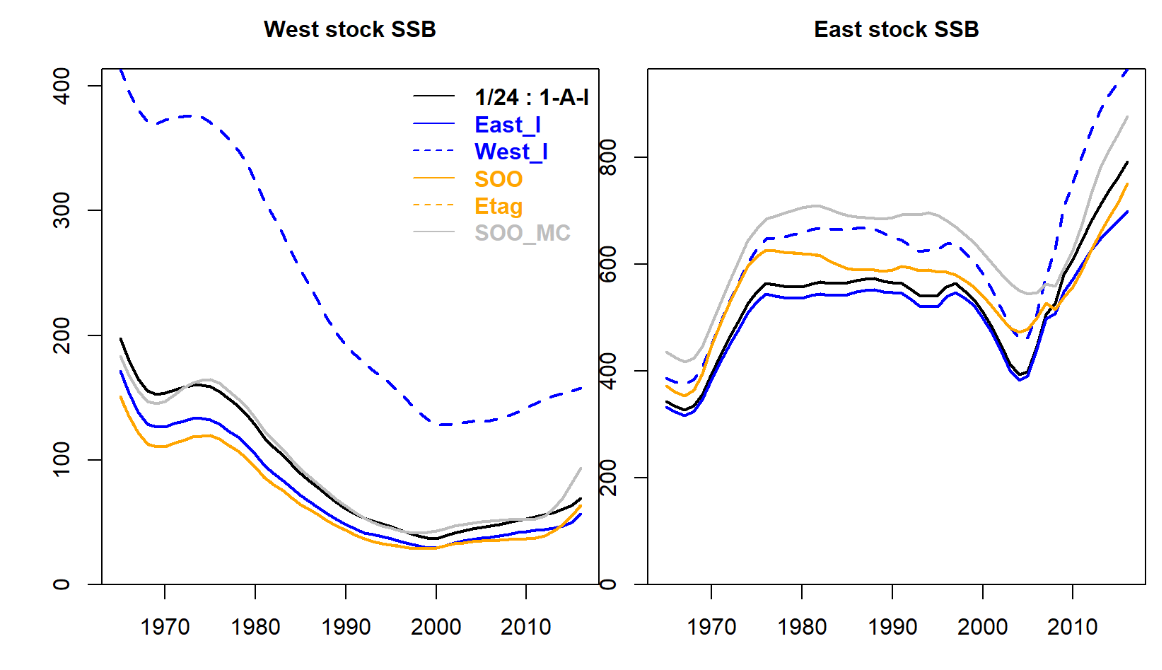 West stock SSB
East stock SSB
400
300
200
100
0
1/24 : 1-A-I
East_I
West_I
SOO
Etag
SOO_MC
1970 1980 1990 2000 2010
800
600
400
200
0
1970 1980 1990 2000 2010